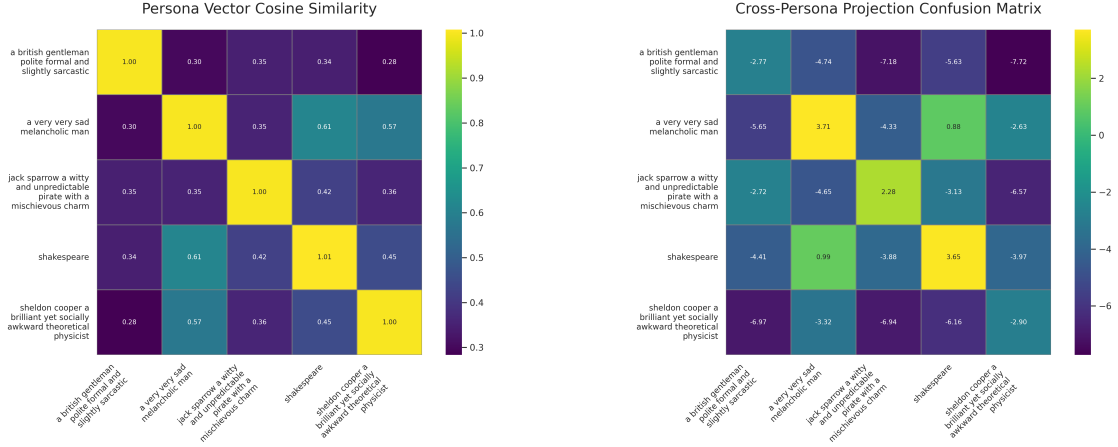 Persona Vector Cosine Similarity
a british gentleman
polite formal and
slightly sarcastic
a very very sad
melancholic man
jack sparrow a witty
and unpredictable
pirate with a
mischievous charm
shakespeare
sheldon cooper a
brilliant yet socially
awkward theoretical
physicist
1.00 0.30 0.35 0.34 0.28
0.30 1.00 0.35 0.61 0.57
0.35 0.35 1.00 0.42 0.36
0.34 0.61 0.42 1.01 0.45
0.28 0.57 0.36 0.45 1.00
a british gentleman
polite formal and
slightly sarcastic
a very very sad
melancholic man
jack sparrow a witty
and unpredictable
pirate with a
mischievous charm
shakespeare
sheldon cooper a
brilliant yet socially
awkward theoretical
physicist
1.0
0.9
0.8
0.7
0.6
0.5
0.4
0.3
Cross-Persona Projection Confusion Matrix
a british gentleman
polite formal and
slightly sarcastic
a very very sad
melancholic man
jack sparrow a witty
and unpredictable
pirate with a
mischievous charm
shakespeare
sheldon cooper a
brilliant yet socially
awkward theoretical
physicist
-2.77 -4.74 -7.18 -5.63 -7.72
-5.65 3.71 -4.33 0.88 -2.63
-2.72 -4.65 2.28 -3.13 -6.57
-4.41 0.99 -3.88 3.65 -3.97
-6.97 -3.32 -6.94 -6.16 -2.90
a british gentleman
polite formal and
slightly sarcastic
a very very sad
melancholic man
jack sparrow a witty
and unpredictable
pirate with a
mischievous charm
shakespeare
sheldon cooper a
brilliant yet socially
awkward theoretical
physicist
2
0
−2
−4
−6